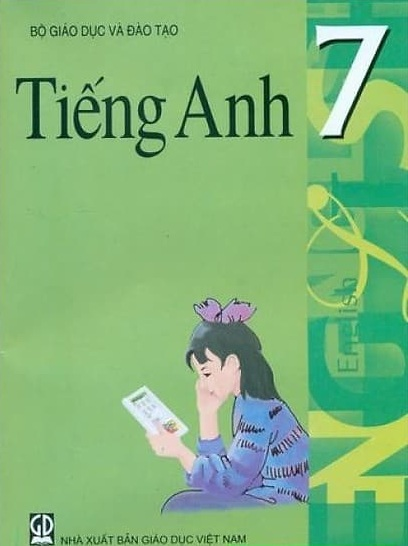 BỘ GIÁO DỤC VÀ ĐÀO TẠO
Tiếng Anh 7
ENGLISH
English
GD
NHÀ XUẤT BẢN GIÁO DỤC VIỆT NAM